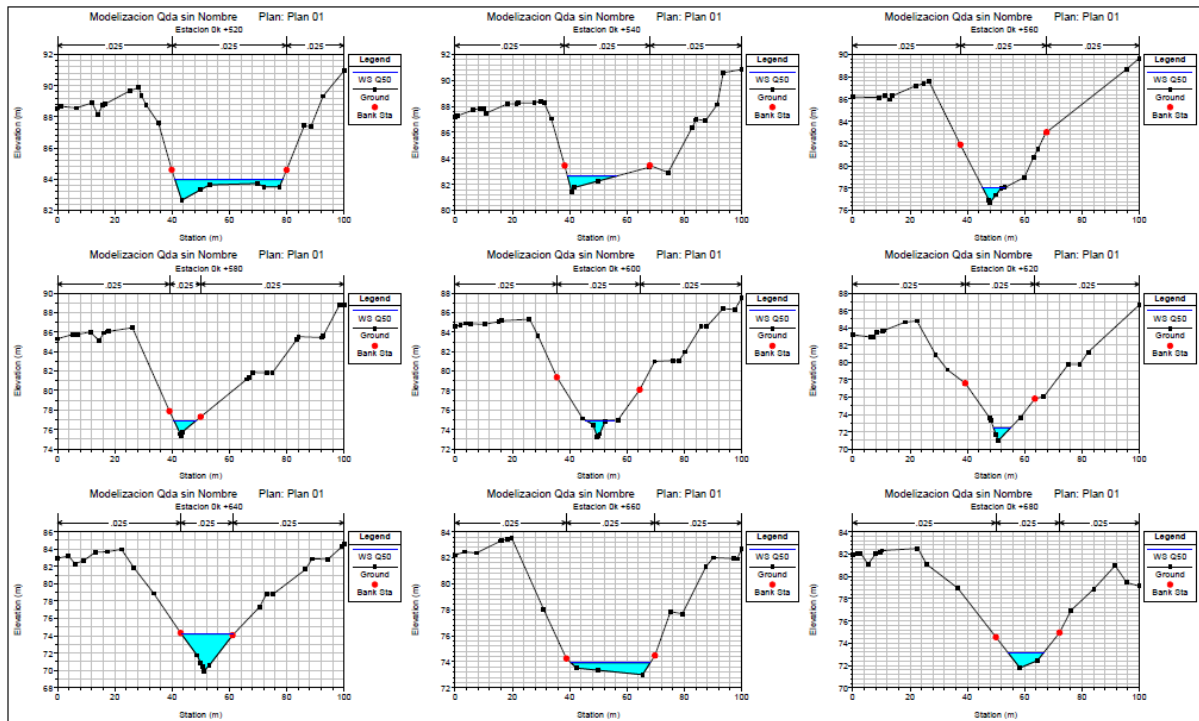 Modelizacion Qda sin Nombre Plan: Plan 01
Estacion 0k +520
.025 .025 .025
Legend
WS Q50
Ground
Bank Sta
Elevation (m)
92
90
88
86
84
82
0 20 40 60 80 100
Station (m)
Modelizacion Qda sin Nombre Plan: Plan 01
Estacion 0k +540
.025 .025 .025
Legend
WS Q50
Ground
Bank Sta
Elevation (m)
92
90
88
86
84
82
80
0 20 40 60 80 100
Station (m)
Modelizacion Qda sin Nombre Plan: Plan 01
Estacion 0k +560
.025 .025 .025
Legend
WS Q50
Ground
Bank Sta
Elevation (m)
90
88
86
84
82
80
78
76
0 20 40 60 80 100
Station (m)
Modelizacion Qda sin Nombre Plan: Plan 01
Estacion 0k +580
.025 .025 .025
Legend
WS Q50
Ground
Bank Sta
Elevation (m)
90
88
86
84
82
80
78
76
74
0 20 40 60 80 100
Station (m)
Modelizacion Qda sin Nombre Plan: Plan 01
Estacion 0k +600
.025 .025 .025
Legend
WS Q50
Ground
Bank Sta
Elevation (m)
88
86
84
82
80
78
76
74
72
0 20 40 60 80 100
Station (m)
Modelizacion Qda sin Nombre Plan: Plan 01
Estacion 0k +620
.025 .025 .025
Legend
WS Q50
Ground
Bank Sta
Elevation (m)
88
86
84
82
80
78
76
74
72
70
0 20 40 60 80 100
Station (m)
Modelizacion Qda sin Nombre Plan: Plan 01
Estacion 0k +640
.025 .025 .025
Legend
WS Q50
Ground
Bank Sta
Elevation (m)
86
84
82
80
78
76
74
72
70
68
0 20 40 60 80 100
Station (m)
Modelizacion Qda sin Nombre Plan: Plan 01
Estacion 0k +660
.025 .025 .025
Legend
WS Q50
Ground
Bank Sta
Elevation (m)
84
82
80
78
76
74
72
0 20 40 60 80 100
Station (m)
Modelizacion Qda sin Nombre Plan: Plan 01
Estacion 0k +680
.025 .025 .025
Legend
WS Q50
Ground
Bank Sta
Elevation (m)
84
82
80
78
76
74
72
70
0 20 40 60 80 100
Station (m)